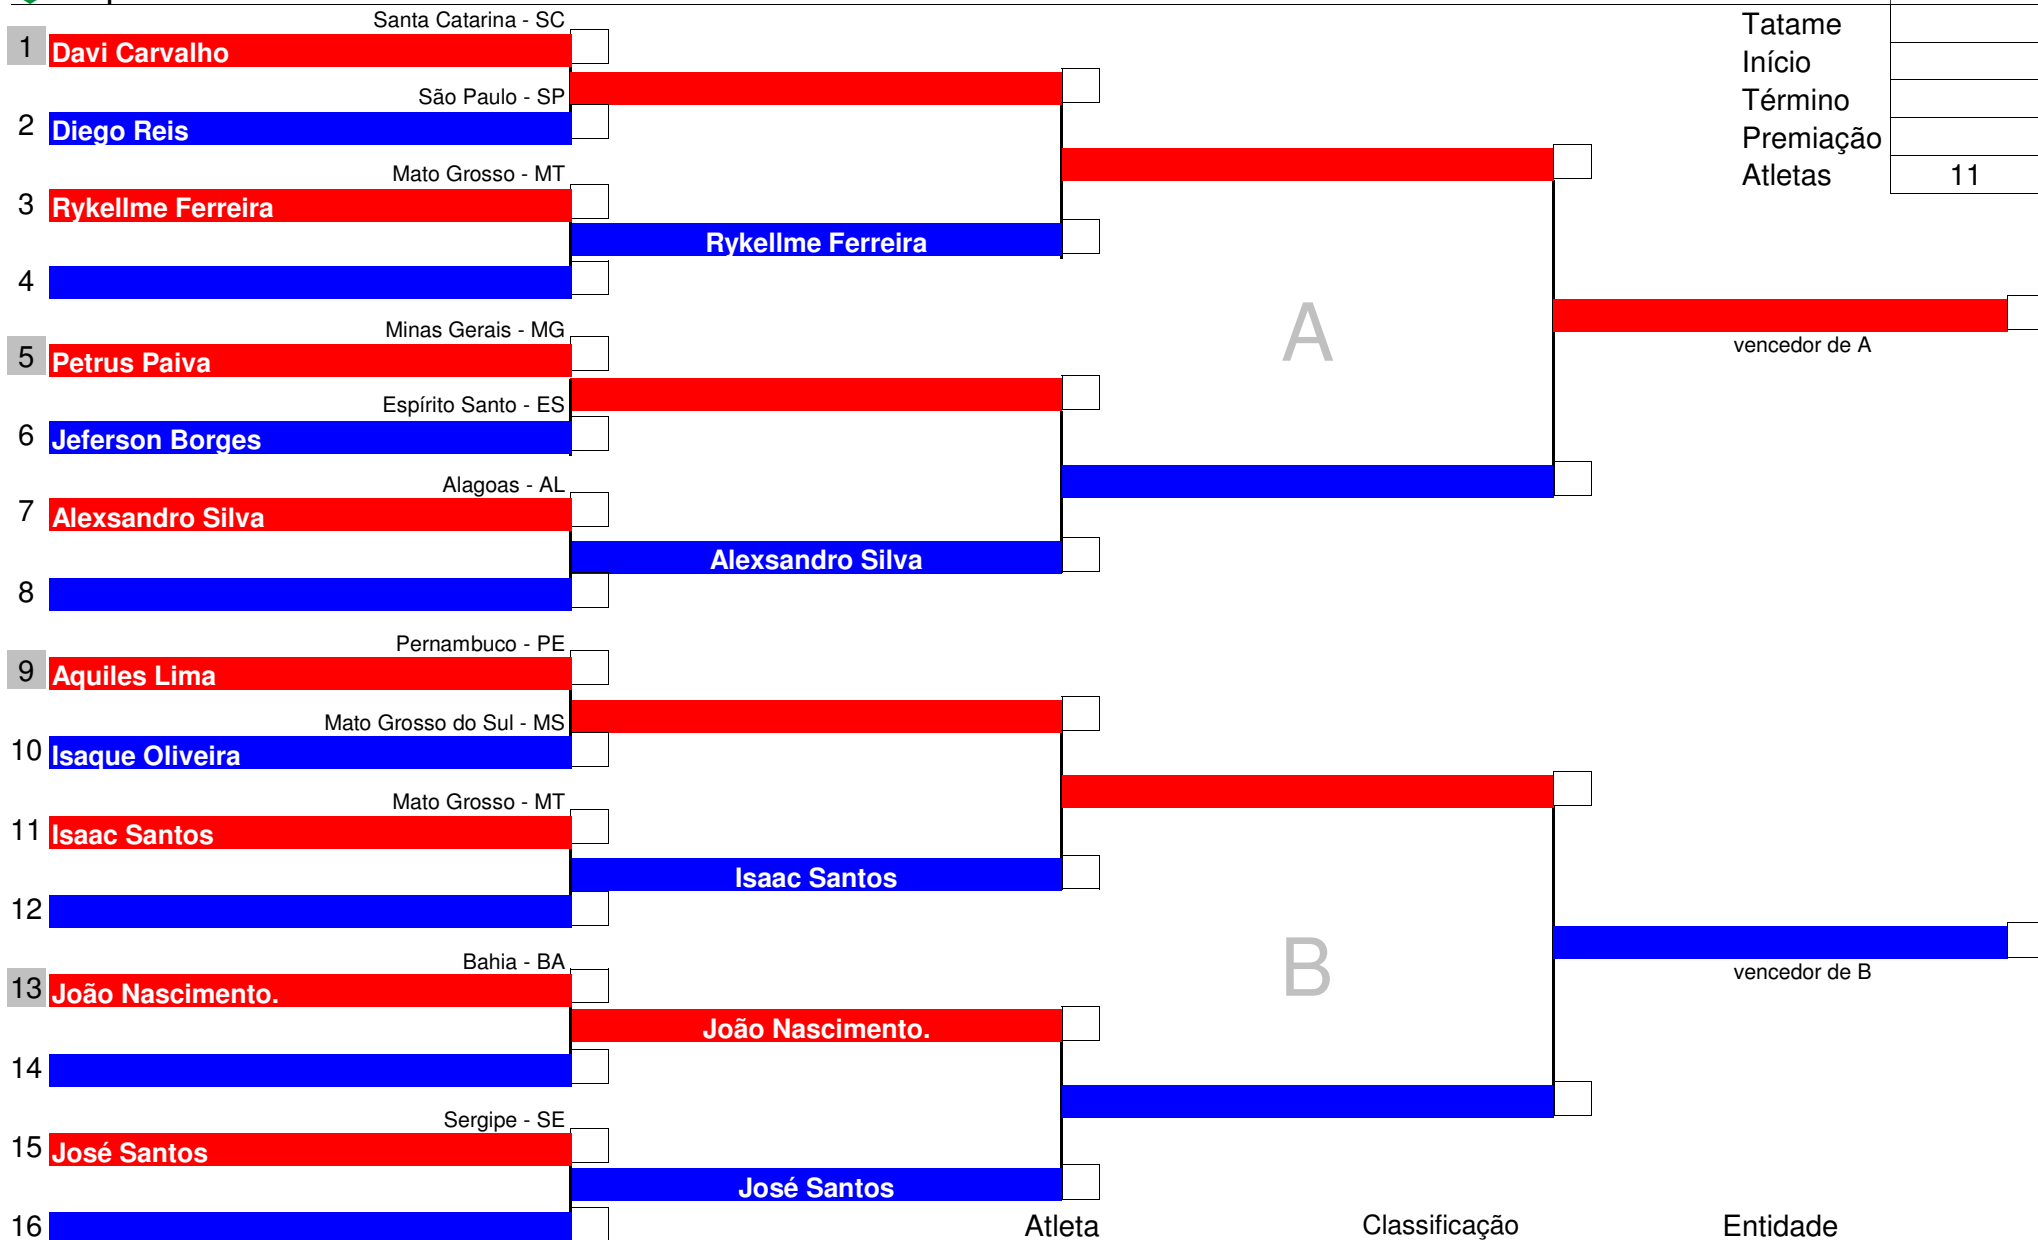 Santa Catarina - SC
1 Davi Carvalho
São Paulo - SP
2 Diego Reis
Mato Grosso - MT
3 Rykellme Ferreira
Rykellme Ferreira
4
Minas Gerais - MG
5 Petrus Paiva
Espírito Santo - ES
6 Jeferson Borges
Alagoas - AL
7 Alexsandro Silva
Alexsandro Silva
8
Pernambuco - PE
9 Aquiles Lima
Mato Grosso do Sul - MS
10 Isaque Oliveira
Mato Grosso - MT
11 Isaac Santos
Isaac Santos
12
Bahia - BA
13 João Nascimento.
João Nascimento.
14
Sergipe - SE
15 José Santos
José Santos
16
A
B
vencedor de A
vencedor de B
Tatame
Início
Término
Premiação
Atletas 11
Atleta Classificação Entidade